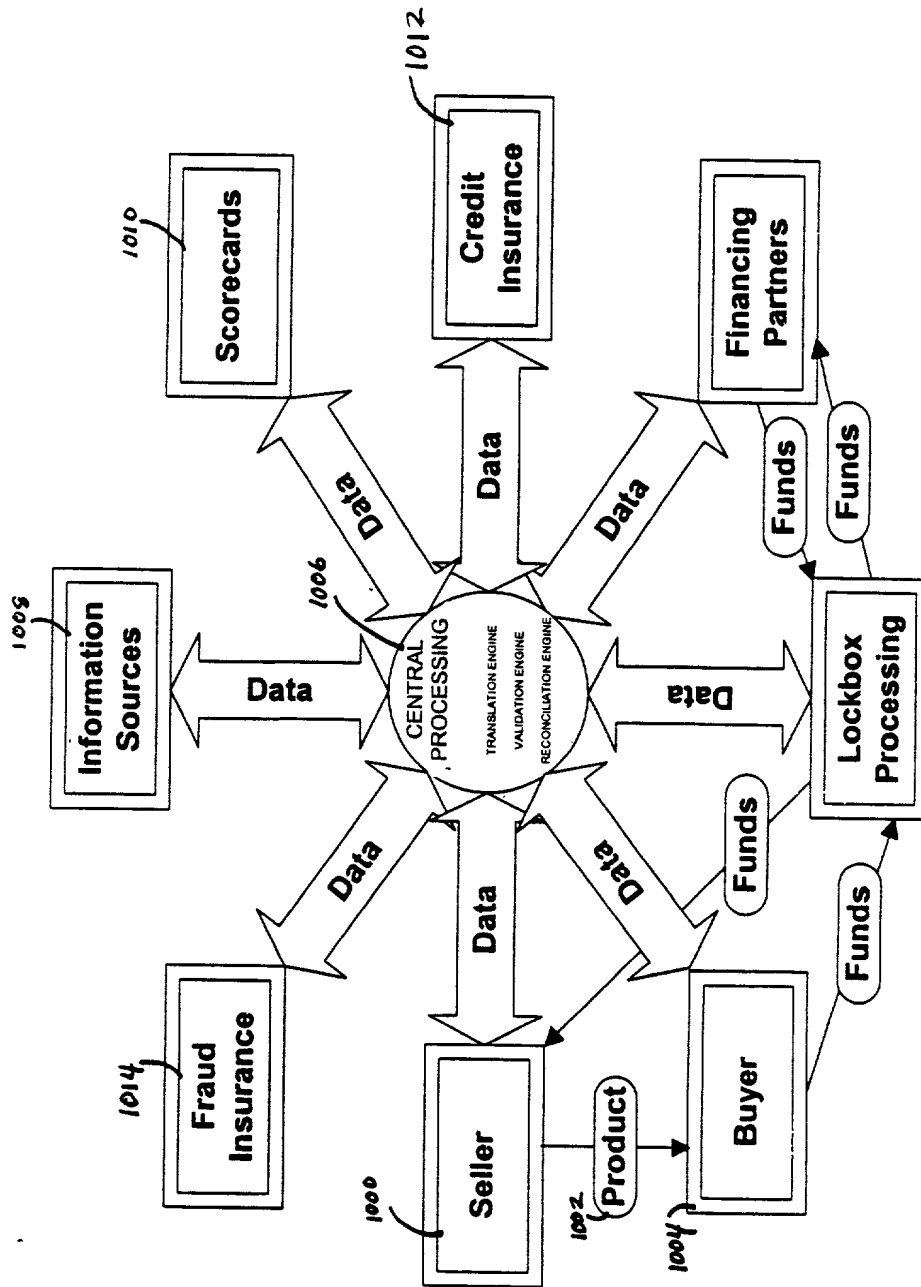 1014
Fraud
Insurance
1008
Information
Sources
1010
Scorecards
Data
Data
Data
1000
Seller
Data
1006
CENTRAL
PROCESSING
TRANSLATION ENGINE
VALIDATION ENGINE
RECONCILIATION ENGINE
Data
1012
Credit
Insurance
1002
Product
Data
Data
Data
Funds
1004
Buyer
Funds
Lockbox
Processing
Funds
Funds
Financing
Partners